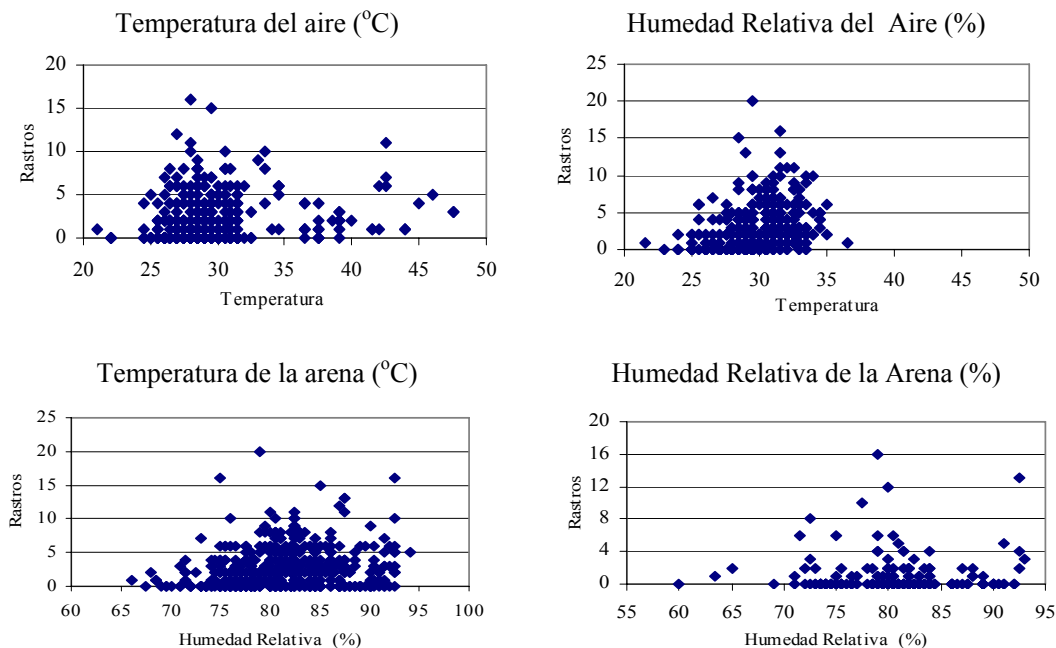 Temperatura del aire (°C)
20
15
10
5
0
Rastros
20 25 30 35 40 45 50
Temperatura
Humedad Relativa del Aire (%)
25
20
15
10
5
0
Rastros
20 25 30 35 40 45 50
Temperatura
Temperatura de la arena (°C)
25
20
15
10
5
0
Rastros
60 65 70 75 80 85 90 95 100
Humedad Relativa (%)
Humedad Relativa de la Arena (%)
20
16
12
8
4
0
Rastros
55 60 65 70 75 80 85 90 95
Humedad Relativa (%)